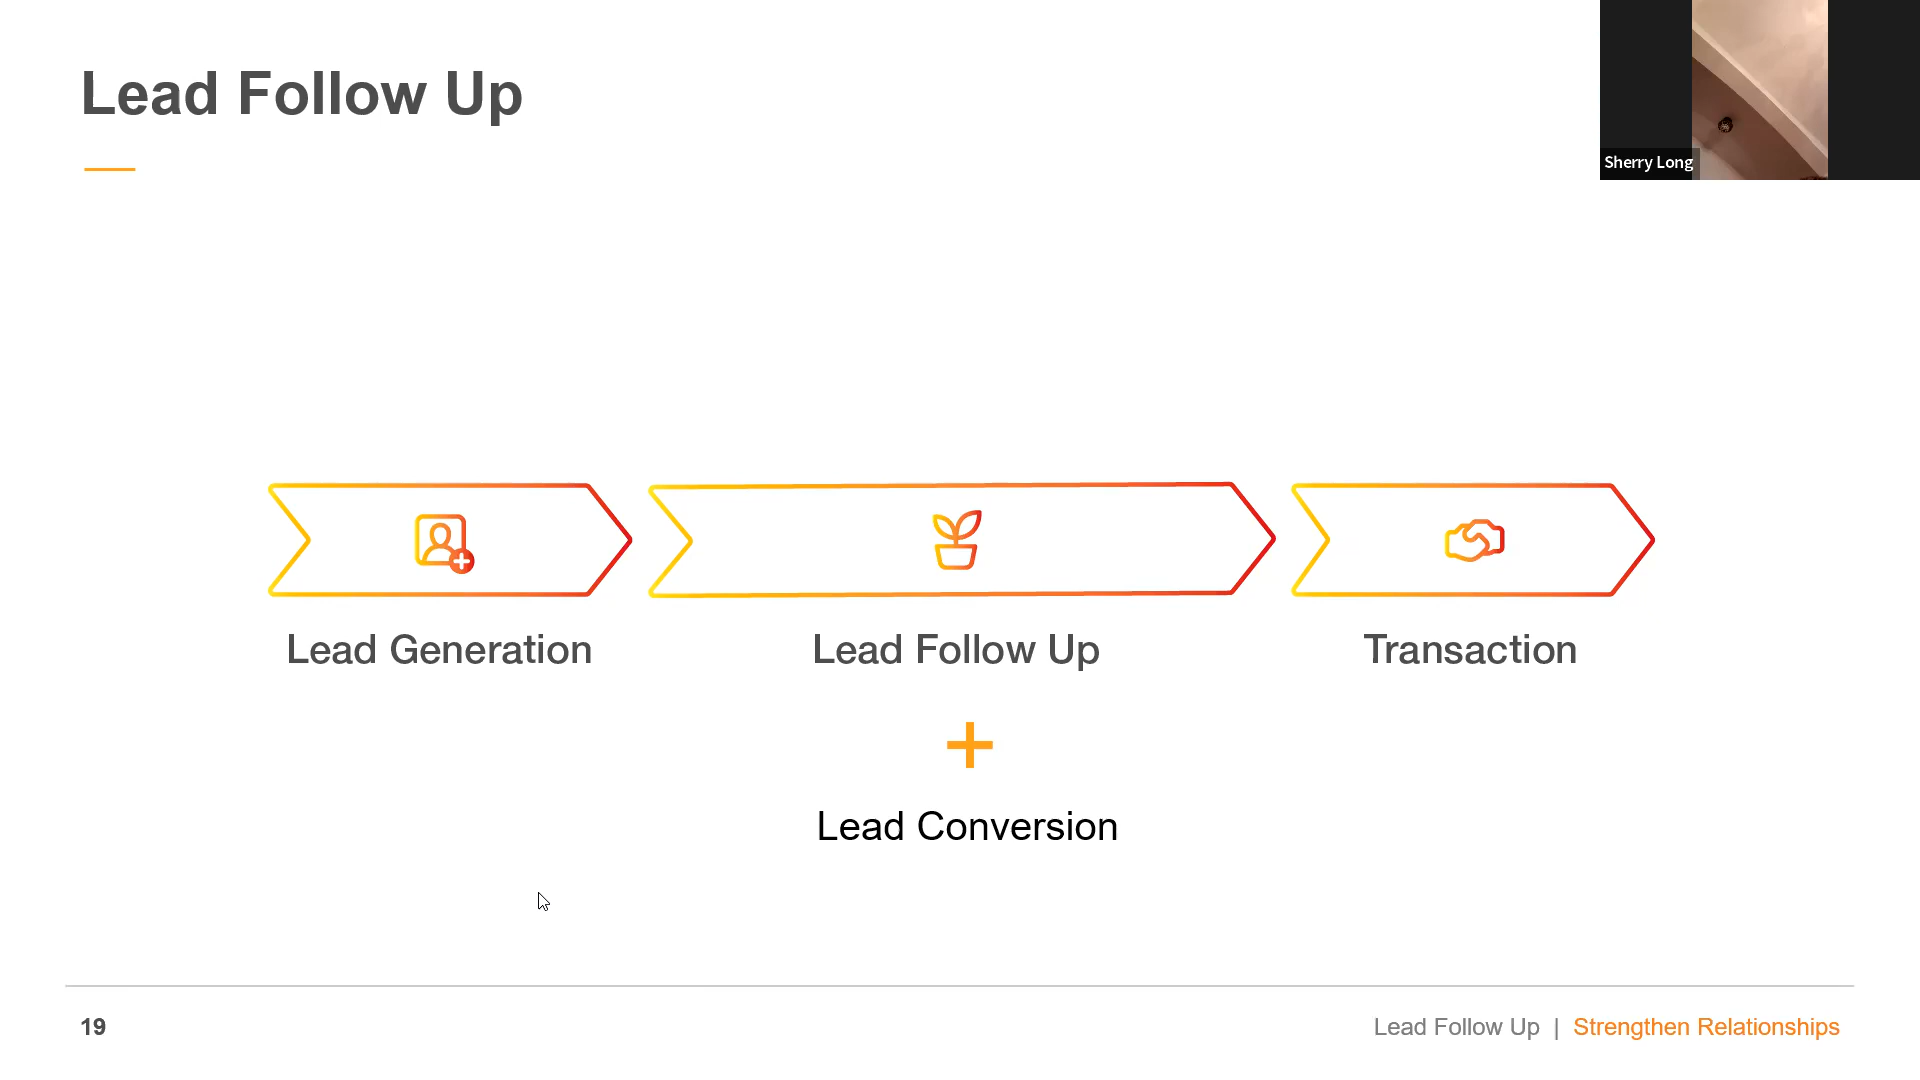 Lead Follow Up
Sherry Long
Lead Generation
Lead Follow Up
Transaction
+
Lead Conversion
19
Lead Follow Up | Strengthen Relationships